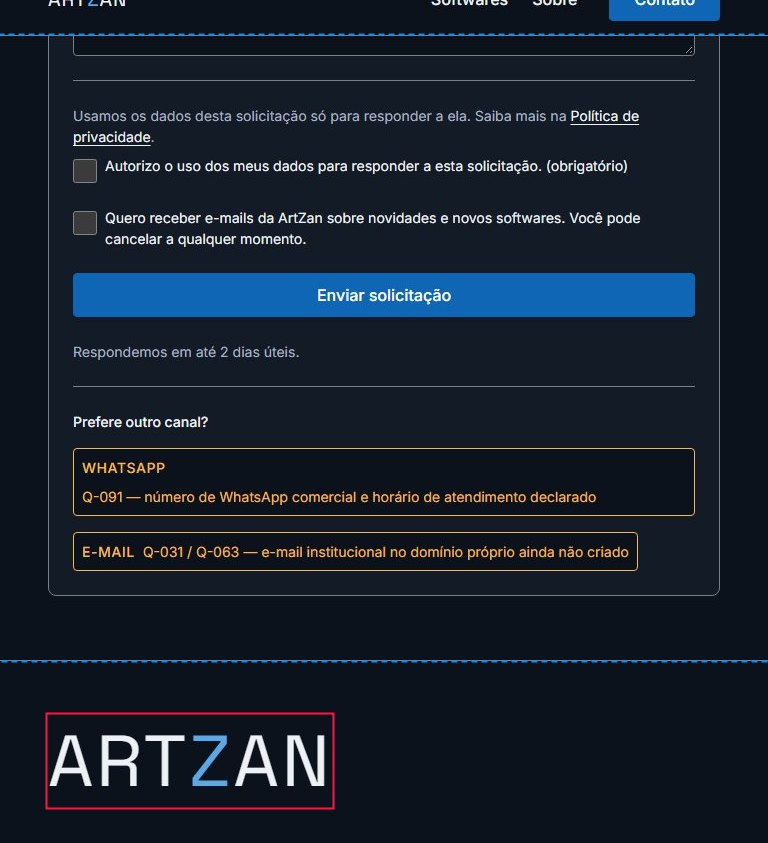 ARTZAN Softwares Sobre Contato
Usamos os dados desta solicitação só para responder a ela. Saiba mais na Política de
privacidade.
Autorizo o uso dos meus dados para responder a esta solicitação. (obrigatório)
Quero receber e-mails da ArtZan sobre novidades e novos softwares. Você pode
cancelar a qualquer momento.
Enviar solicitação
Respondemos em até 2 dias úteis.
Prefere outro canal?
WHATSAPP
Q-091 — número de WhatsApp comercial e horário de atendimento declarado
E-MAIL Q-031 / Q-063 — e-mail institucional no domínio próprio ainda não criado
ARTZAN